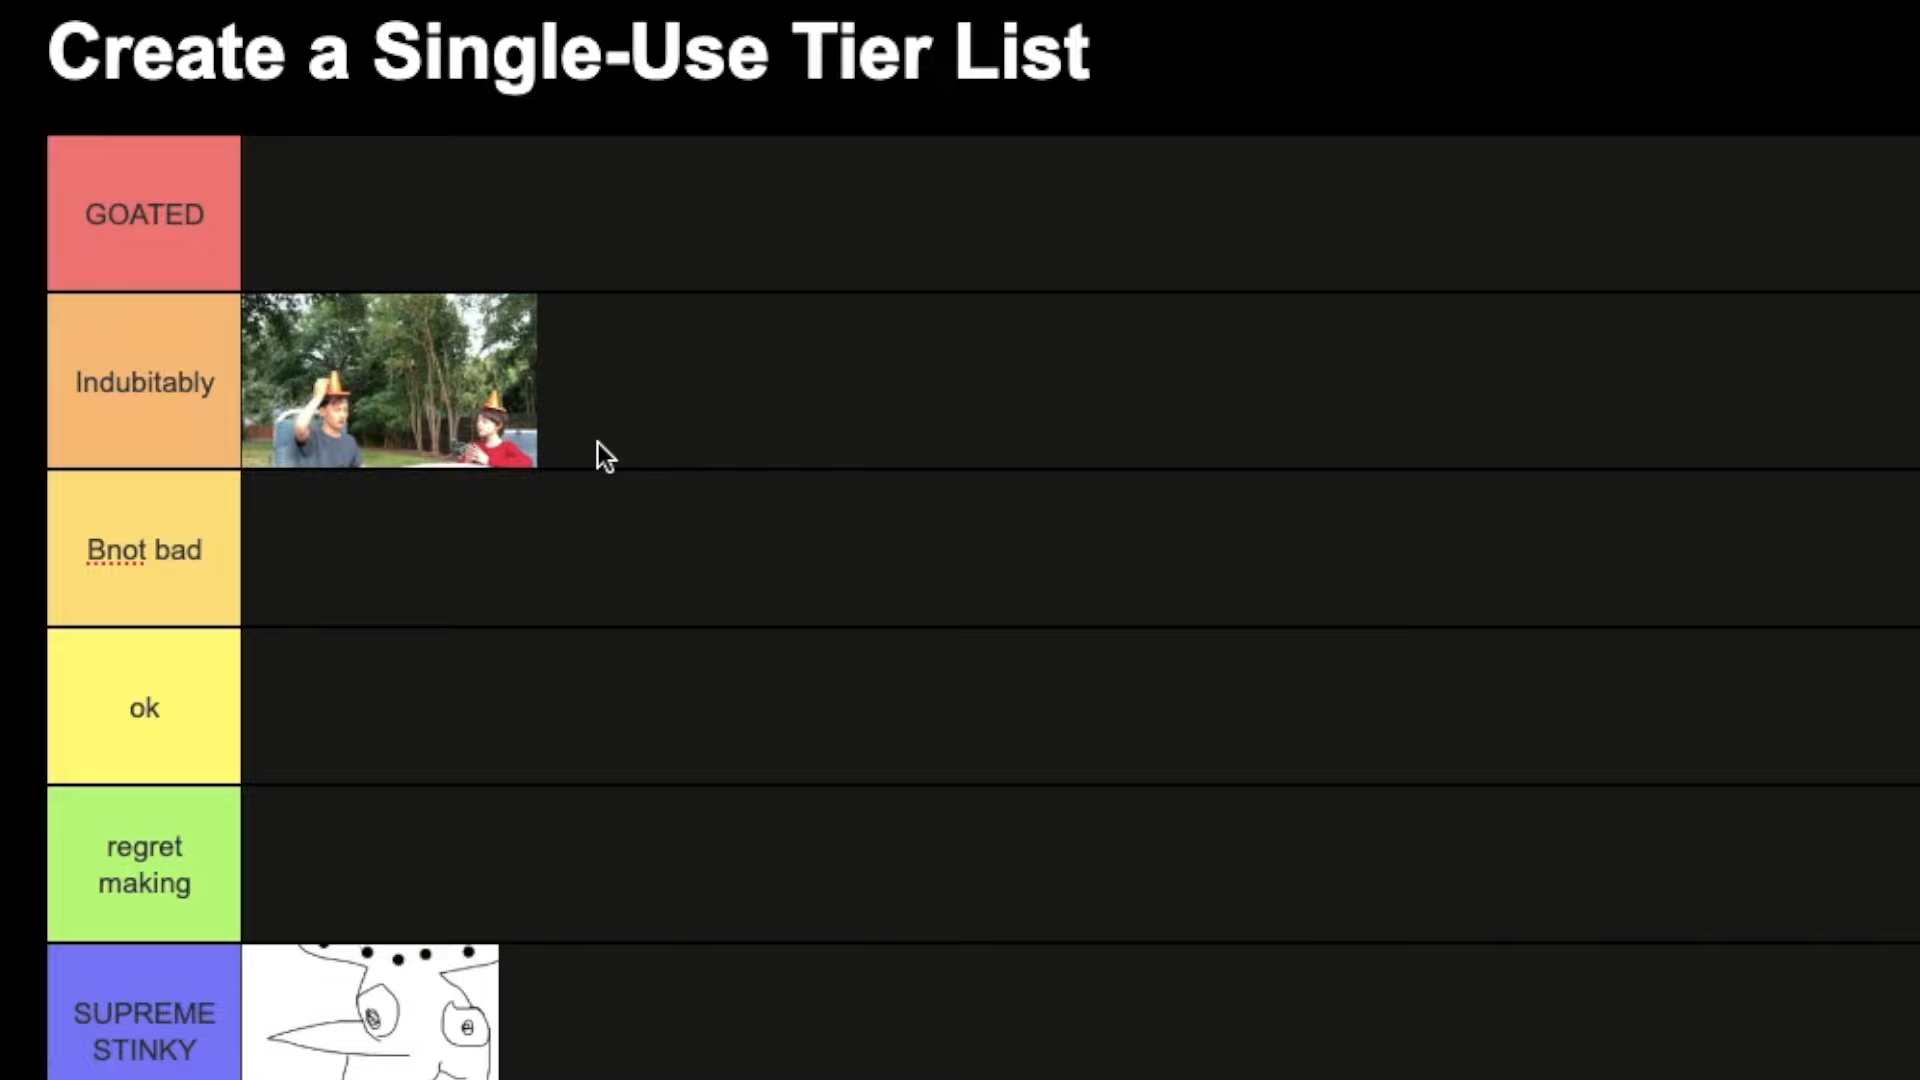 Create a Single-Use Tier List
GOATED
Indubitably
Bnot bad
ok
regret
making
SUPREME
STINKY